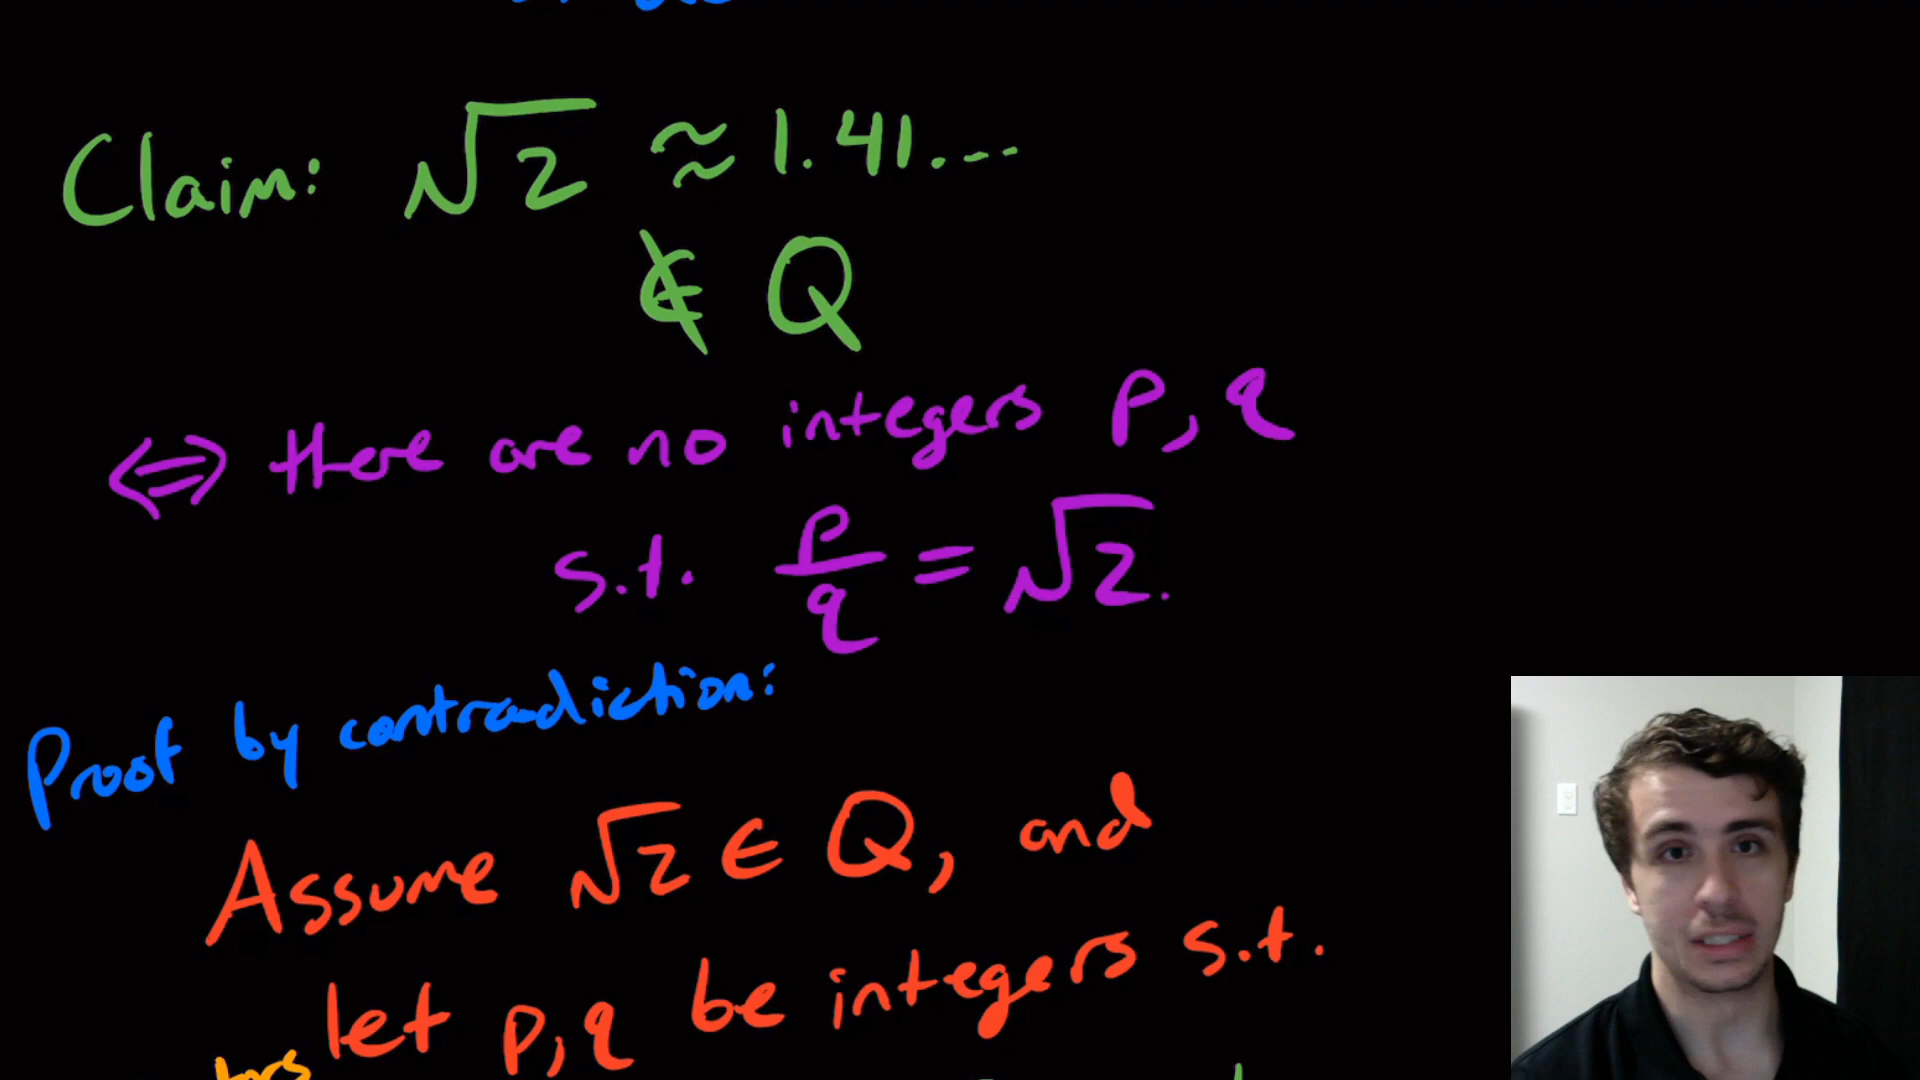 Claim: √2 ≈ 1.41...
∉ Q
⇔ there are no integers p, q
s.t. p/q = √2.
Proof by contradiction:
Assume √2 ∈ Q, and
let p, q be integers s.t.